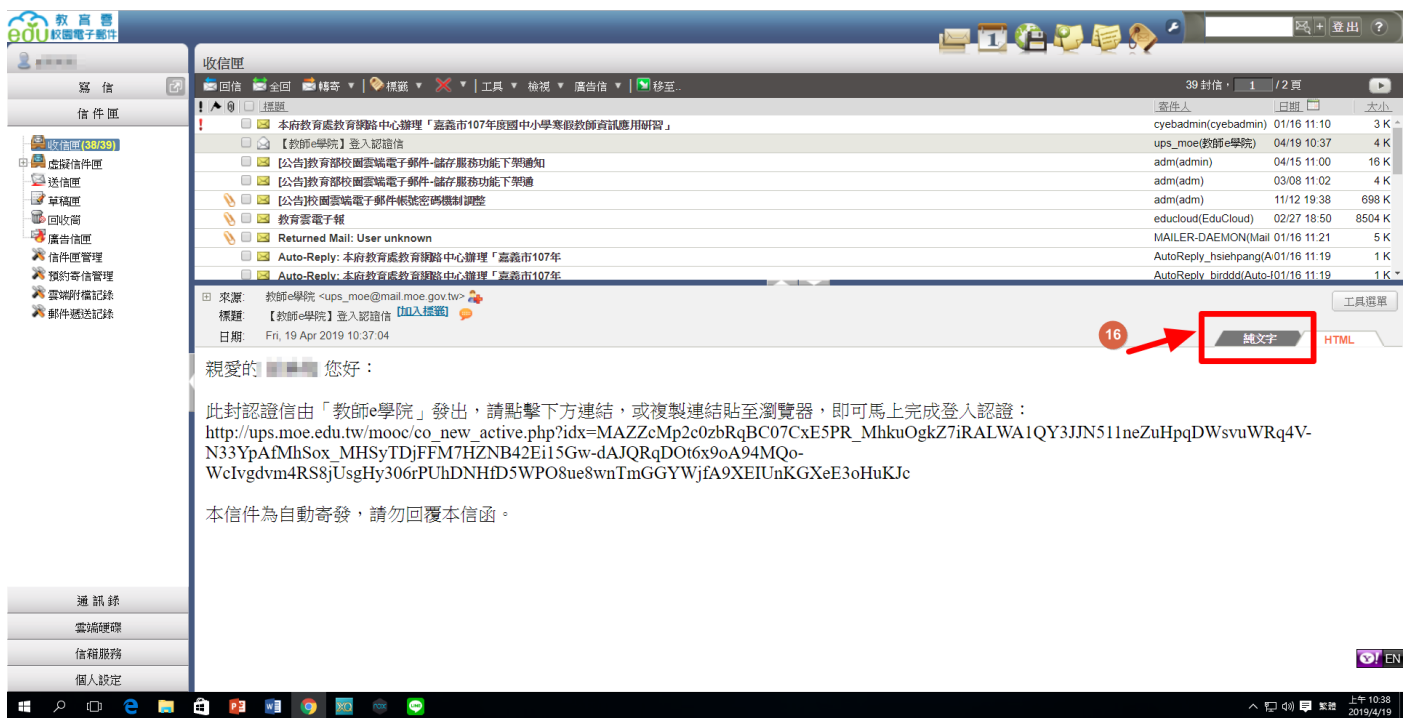 教育雲
edu校園電子郵件
登出
?
收信匣
寫 信
回信 全回 轉寄 標籤 工具 檢視 廣告信 移至..
39 封信， 1 / 2 頁
信 件 匣
標題 寄件人 日期 大小
! 本府教育處教育網路中心辦理「嘉義市107年度國中小學寒假教師資訊應用研習」 cyebadmin(cyebadmin) 01/16 11:10 3 K
收信匣(38/39)
【教師e學院】登入認證信 ups_moe(教師e學院) 04/19 10:37 4 K
虛擬信件匣
[公告]教育部校園雲端電子郵件-儲存服務功能下架通知 adm(admin) 04/15 11:00 16 K
送信匣
[公告]教育部校園雲端電子郵件-儲存服務功能下架通 adm(adm) 03/08 11:02 4 K
草稿匣
[公告]校園雲端電子郵件帳號密碼機制調整 adm(adm) 11/12 19:38 698 K
回收筒
教育雲電子報 educloud(EduCloud) 02/27 18:50 8504 K
廣告信匣
Returned Mail: User unknown MAILER-DAEMON(Mail 01/16 11:21 5 K
信件匣管理
Auto-Reply: 本府教育處教育網路中心辦理「嘉義市107年 AutoReply_hsiehpang(A 01/16 11:19 1 K
預約寄信管理
Auto-Reply: 本府教育處教育網路中心辦理「嘉義市107年 AutoReply_birddd(Auto- 01/16 11:19 1 K
雲端附檔記錄
郵件遞送記錄
來源: 教師e學院 <ups_moe@mail.moe.gov.tw>
工具選單
標題: 【教師e學院】登入認證信 [加入標籤]
日期: Fri, 19 Apr 2019 10:37:04
16
純文字 HTML
親愛的 您好：
此封認證信由「教師e學院」發出，請點擊下方連結，或複製連結貼至瀏覽器，即可馬上完成登入認證：
http://ups.moe.edu.tw/mooc/co_new_active.php?idx=MAZZcMp2c0zbRqBC07CxE5PR_MhkuOgkZ7iRALWA1QY3JJN511neZuHpqDWsvuWRq4V-
N33YpAfMhSox_MHSyTDjFFM7HZNB42Ei15Gw-dAJQRqDOt6x9oA94MQo-
WcIvgdvm4RS8jUsgHy306rPUhDNHfD5WPO8ue8wnTmGGYWjfA9XEIUnKGXeE3oHuKJc
本信件為自動寄發，請勿回覆本信函。
通 訊 錄
雲端硬碟
信箱服務
個人設定
Y! EN
繁體
上午 10:38
2019/4/19